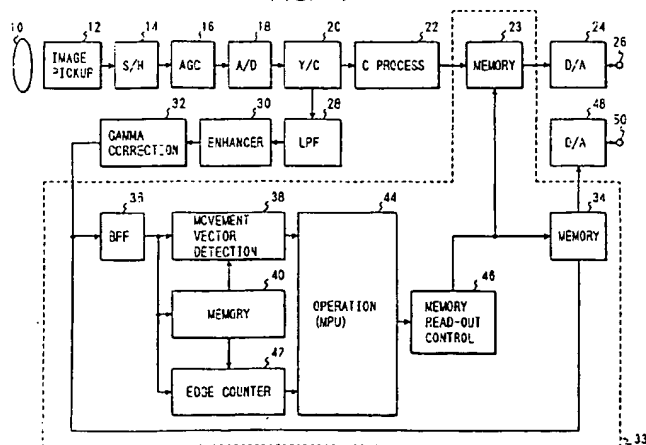 10
12
14
16
18
20
22
23
24
26
IMAGE
PICKUP
S/H
AGC
A/D
Y/C
C PROCESS
MEMORY
D/A
32
30
28
48
50
GAMMA
CORRECTION
ENHANCER
LPF
D/A
36
38
44
34
BPF
MOVEMENT
VECTOR
DETECTION
MEMORY
40
46
MEMORY
OPERATION
(MPU)
MEMORY
READ-OUT
CONTROL
42
EDGE COUNTER
33